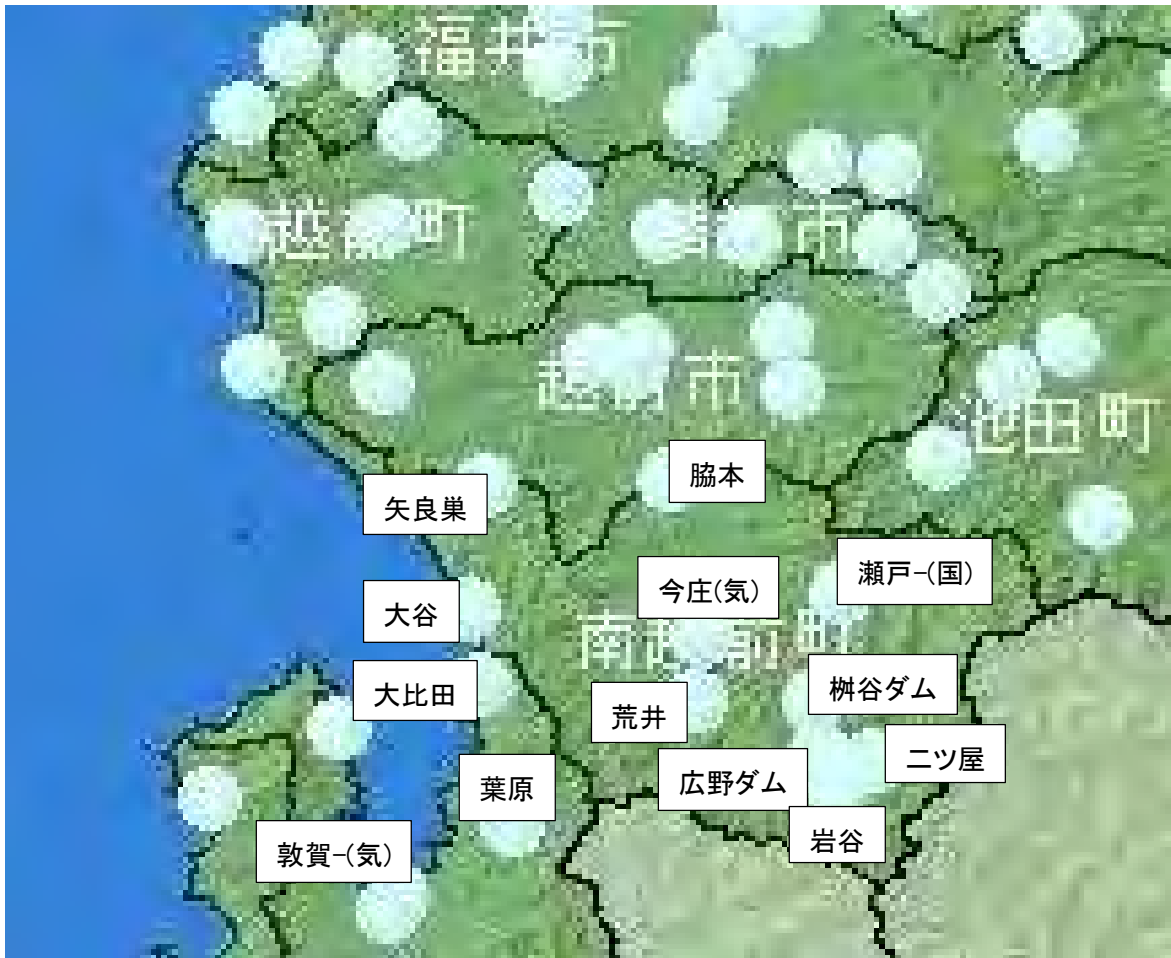 福井市
越前町
市
越前市
池田町
脇本
矢良巣
瀬戸-(国)
今庄(気)
大谷
南越前町
桝谷ダム
大比田
荒井
二ツ屋
広野ダム
葉原
岩谷
敦賀-(気)